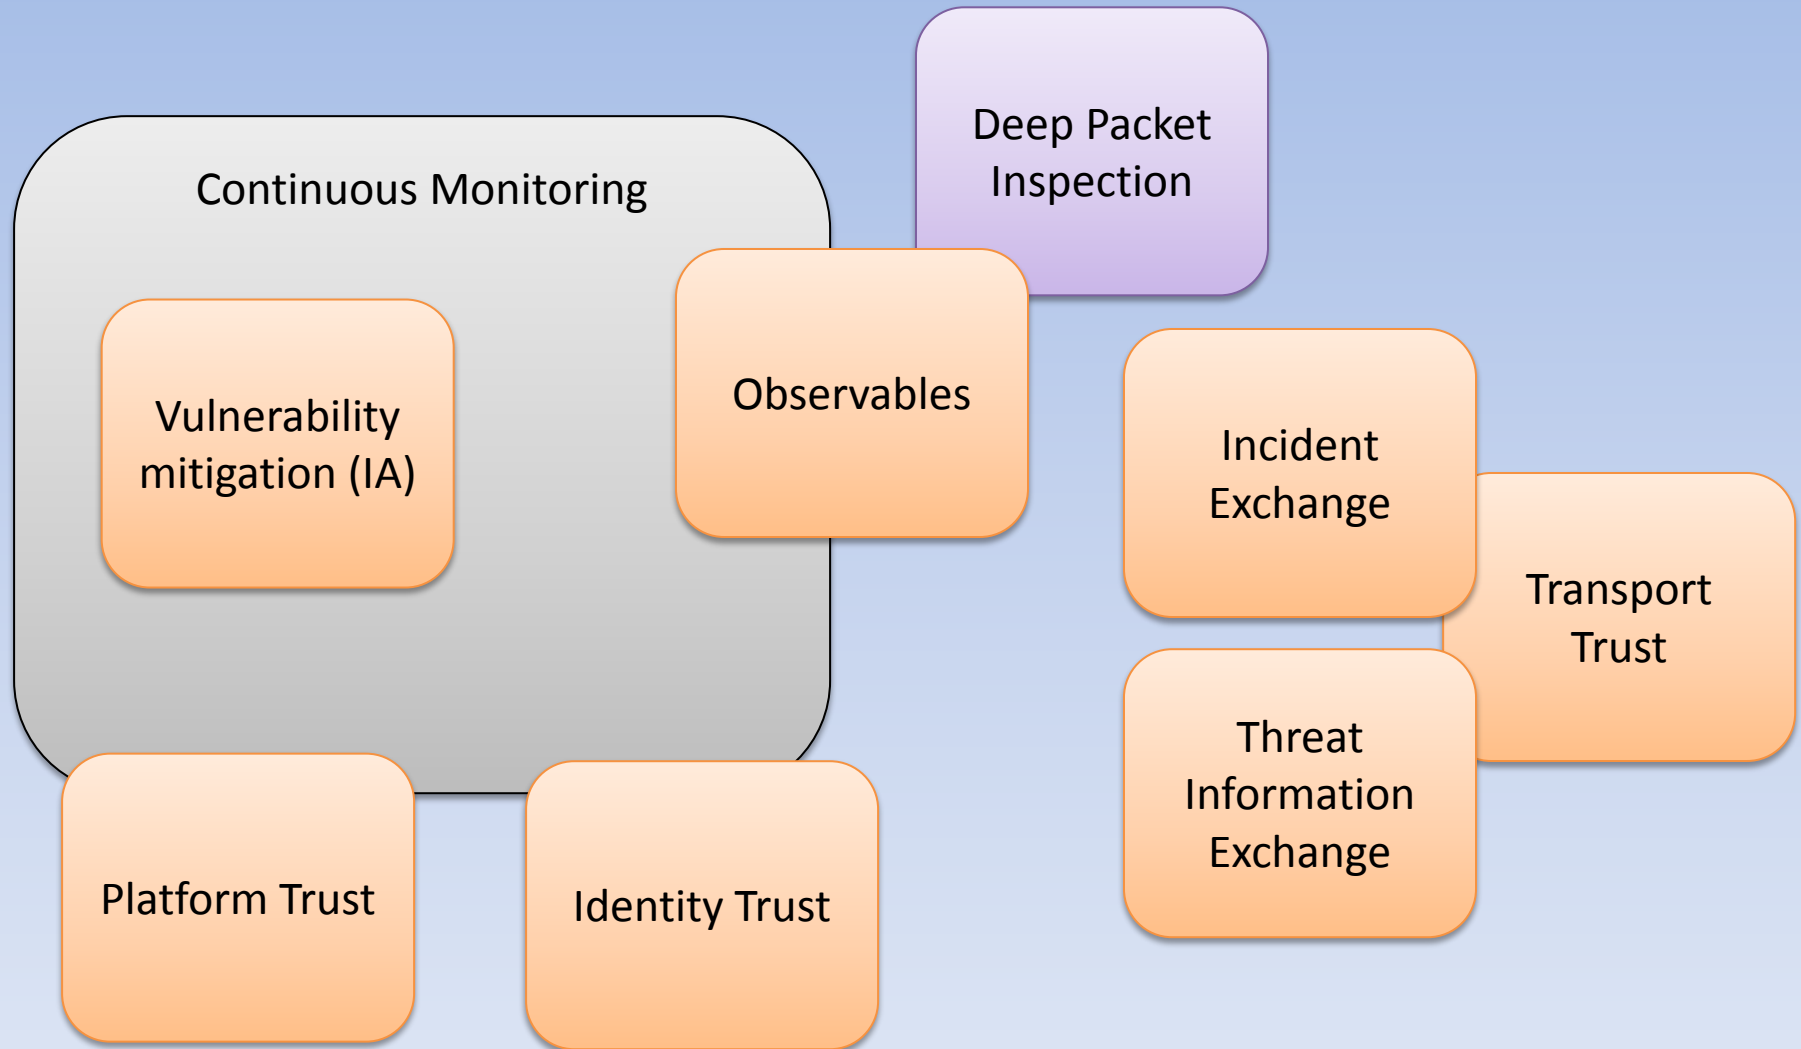 Deep Packet
Inspection
Continuous Monitoring
Observables
Vulnerability
mitigation (IA)
Incident
Exchange
Transport
Trust
Threat
Information
Exchange
Platform Trust
Identity Trust